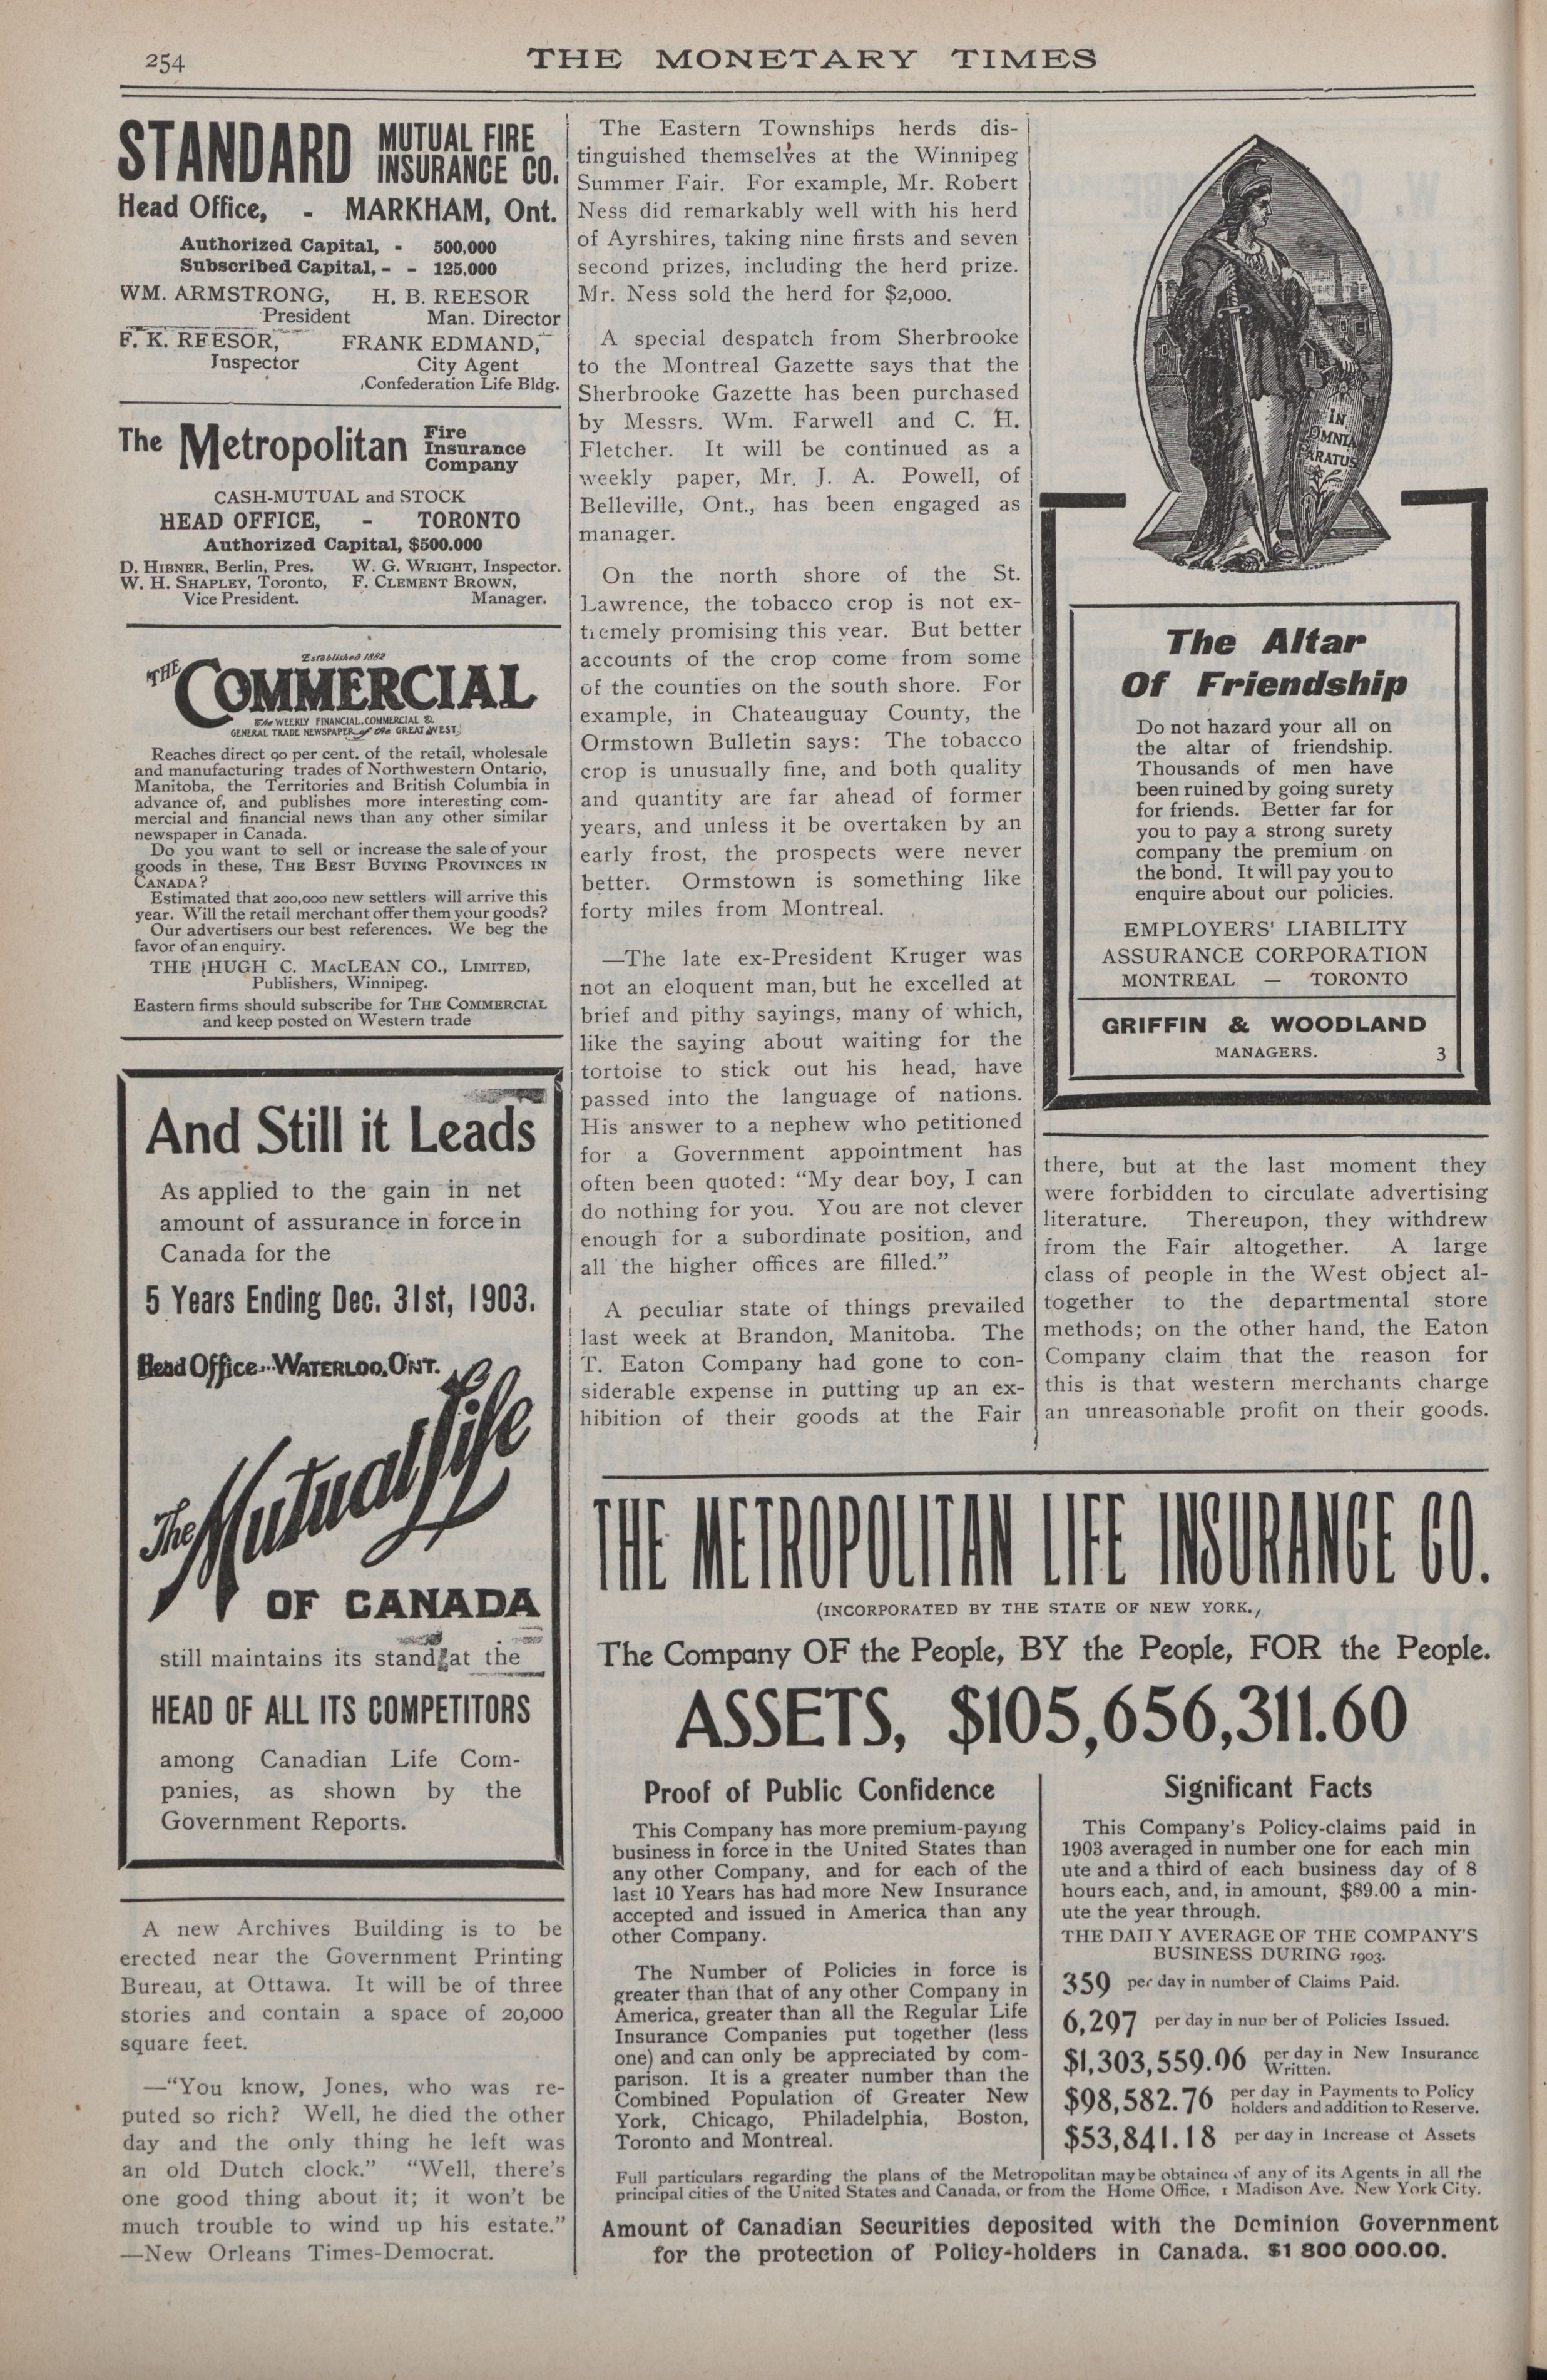 254
THE MONETARY TIMES
STANDARD MUTUAL FIRE
INSURANCE CO.
Head Office, - MARKHAM, Ont.
Authorized Capital, - 500,000
Subscribed Capital, - - 125,000
WM. ARMSTRONG, H. B. REESOR
President Man. Director
F. K. REESOR, FRANK EDMAND,
Inspector City Agent
Confederation Life Bldg.
The Metropolitan Fire
Insurance
Company
CASH-MUTUAL and STOCK
HEAD OFFICE, - TORONTO
Authorized Capital, $500.000
D. HIBNER, Berlin, Pres. W. G. WRIGHT, Inspector.
W. H. SHAPLEY, Toronto, F. CLEMENT BROWN,
Vice President. Manager.
Established 1882
THE COMMERCIAL
The WEEKLY FINANCIAL, COMMERCIAL &
GENERAL TRADE NEWSPAPER of the GREAT WEST
Reaches direct 90 per cent. of the retail, wholesale
and manufacturing trades of Northwestern Ontario,
Manitoba, the Territories and British Columbia in
advance of, and publishes more interesting com-
mercial and financial news than any other similar
newspaper in Canada.
Do you want to sell or increase the sale of your
goods in these, THE BEST BUYING PROVINCES IN
CANADA?
Estimated that 200,000 new settlers will arrive this
year. Will the retail merchant offer them your goods?
Our advertisers our best references. We beg the
favor of an enquiry.
THE HUGH C. MACLEAN CO., LIMITED,
Publishers, Winnipeg.
Eastern firms should subscribe for THE COMMERCIAL
and keep posted on Western trade
And Still it Leads
As applied to the gain in net
amount of assurance in force in
Canada for the
5 Years Ending Dec. 31st, 1903.
Head Office... WATERLOO, ONT.
The Mutual Life
OF CANADA
still maintains its stand at the
HEAD OF ALL ITS COMPETITORS
among Canadian Life Com-
panies, as shown by the
Government Reports.
A new Archives Building is to be
erected near the Government Printing
Bureau, at Ottawa. It will be of three
stories and contain a space of 20,000
square feet.
—"You know, Jones, who was re-
puted so rich? Well, he died the other
day and the only thing he left was
an old Dutch clock." "Well, there's
one good thing about it; it won't be
much trouble to wind up his estate."
—New Orleans Times-Democrat.
The Eastern Townships herds dis-
tinguished themselves at the Winnipeg
Summer Fair. For example, Mr. Robert
Ness did remarkably well with his herd
of Ayrshires, taking nine firsts and seven
second prizes, including the herd prize.
Mr. Ness sold the herd for $2,000.
A special despatch from Sherbrooke
to the Montreal Gazette says that the
Sherbrooke Gazette has been purchased
by Messrs. Wm. Farwell and C. H.
Fletcher. It will be continued as a
weekly paper, Mr. J. A. Powell, of
Belleville, Ont., has been engaged as
manager.
On the north shore of the St.
Lawrence, the tobacco crop is not ex-
tremely promising this year. But better
accounts of the crop come from some
of the counties on the south shore. For
example, in Chateauguay County, the
Ormstown Bulletin says: The tobacco
crop is unusually fine, and both quality
and quantity are far ahead of former
years, and unless it be overtaken by an
early frost, the prospects were never
better. Ormstown is something like
forty miles from Montreal.
—The late ex-President Kruger was
not an eloquent man, but he excelled at
brief and pithy sayings, many of which,
like the saying about waiting for the
tortoise to stick out his head, have
passed into the language of nations.
His answer to a nephew who petitioned
for a Government appointment has
often been quoted: "My dear boy, I can
do nothing for you. You are not clever
enough for a subordinate position, and
all the higher offices are filled."
A peculiar state of things prevailed
last week at Brandon, Manitoba. The
T. Eaton Company had gone to con-
siderable expense in putting up an ex-
hibition of their goods at the Fair
IN
OMNIA
PARATUS
The Altar
Of Friendship
Do not hazard your all on
the altar of friendship.
Thousands of men have
been ruined by going surety
for friends. Better far for
you to pay a strong surety
company the premium on
the bond. It will pay you to
enquire about our policies.
EMPLOYERS' LIABILITY
ASSURANCE CORPORATION
MONTREAL — TORONTO
GRIFFIN & WOODLAND
MANAGERS. 3
there, but at the last moment they
were forbidden to circulate advertising
literature. Thereupon, they withdrew
from the Fair altogether. A large
class of people in the West object al-
together to the departmental store
methods; on the other hand, the Eaton
Company claim that the reason for
this is that western merchants charge
an unreasonable profit on their goods.
THE METROPOLITAN LIFE INSURANCE CO.
(INCORPORATED BY THE STATE OF NEW YORK.,
The Company OF the People, BY the People, FOR the People.
ASSETS, $105,656,311.60
Proof of Public Confidence
This Company has more premium-paying
business in force in the United States than
any other Company, and for each of the
last 10 Years has had more New Insurance
accepted and issued in America than any
other Company.
The Number of Policies in force is
greater than that of any other Company in
America, greater than all the Regular Life
Insurance Companies put together (less
one) and can only be appreciated by com-
parison. It is a greater number than the
Combined Population of Greater New
York, Chicago, Philadelphia, Boston,
Toronto and Montreal.
Significant Facts
This Company's Policy-claims paid in
1903 averaged in number one for each min
ute and a third of each business day of 8
hours each, and, in amount, $89.00 a min-
ute the year through.
THE DAILY AVERAGE OF THE COMPANY'S
BUSINESS DURING 1903.
359 per day in number of Claims Paid.
6,297 per day in number of Policies Issued.
$1,303,559.06 per day in New Insurance
Written.
$98,582.76 per day in Payments to Policy
holders and addition to Reserve.
$53,841.18 per day in Increase of Assets
Full particulars regarding the plans of the Metropolitan may be obtained of any of its Agents in all the
principal cities of the United States and Canada, or from the Home Office, 1 Madison Ave. New York City.
Amount of Canadian Securities deposited with the Dominion Government
for the protection of Policy-holders in Canada. $1 800 000.00.